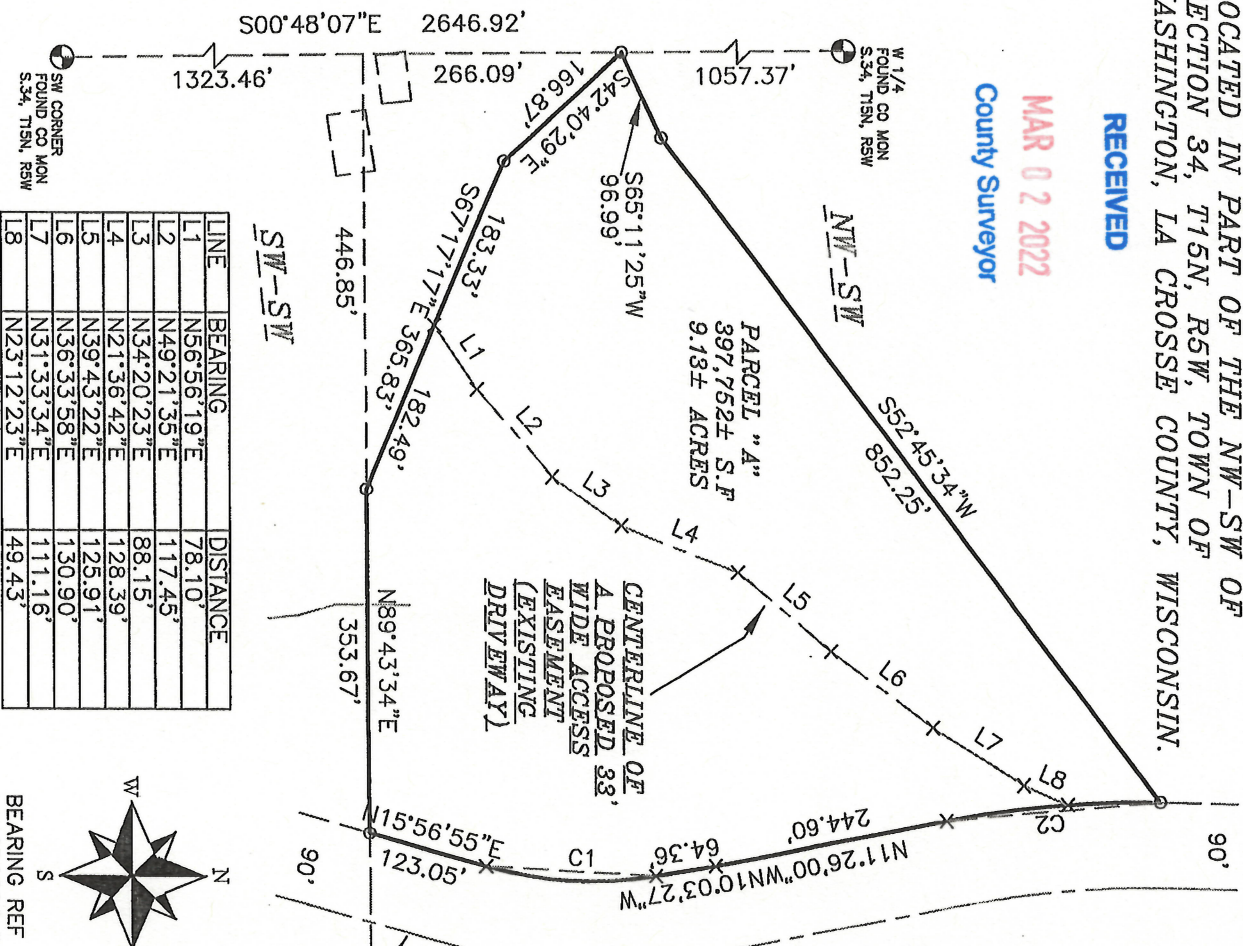 OCATED IN PART OF THE NW-SW OF
ECTION 34, T15N, R5W, TOWN OF
ASHINGTON, LA CROSSE COUNTY, WISCONSIN.
RECEIVED
MAR 02 2022
County Surveyor
W 1/4
FOUND CO MON
S.34, T15N, R5W
S00°48'07"E 2646.92'
1057.37'
266.09'
1323.46'
SW CORNER
FOUND CO MON
S.34, T15N, R5W
NW-SW
SW-SW
S65°11'25"W
96.99'
S42°40'29"E
166.87'
S52°45'34"W
852.25'
PARCEL "A"
397,752± S.F
9.13± ACRES
183.33'
S67°17'17"E 365.83'
182.49'
446.85'
L1
L2
L3
L4
L5
L6
L7
L8
C2
CENTERLINE OF
A PROPOSED 33'
WIDE ACCESS
EASEMENT
(EXISTING
DRIVEWAY)
N89°43'34"E
353.67'
N15°56'55"E
123.05'
C1
64.36'
N10°03'27"W
244.60'
N11°26'00"W
90'
90'
LINE BEARING DISTANCE
L1 N56°56'19"E 78.10'
L2 N49°21'35"E 117.45'
L3 N34°20'23"E 88.15'
L4 N21°36'42"E 128.39'
L5 N39°43'22"E 125.91'
L6 N36°33'58"E 130.90'
L7 N31°33'34"E 111.16'
L8 N23°12'23"E 49.43'
N
W
S
BEARING REF